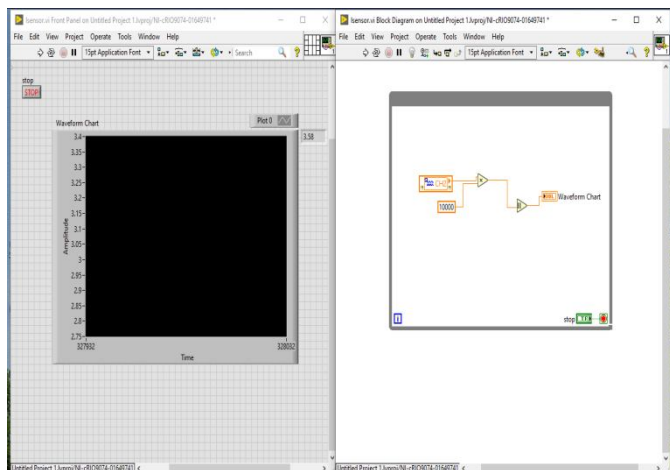 Isensor.vi Front Panel on Untitled Project 1.lvproj/NI-cRIO9074-01649741 *
File Edit View Project Operate Tools Window Help
15pt Application Font
Search
stop
STOP
Waveform Chart
Plot 0
3.58
Amplitude
3.4
3.35
3.3
3.25
3.2
3.15
3.1
3.05
3
2.95
2.9
2.85
2.8
2.75
327932
328032
Time
Untitled Project 1.lvproj/NI-cRIO9074-01649741
Isensor.vi Block Diagram on Untitled Project 1.lvproj/NI-cRIO9074-01649741 *
File Edit View Project Operate Tools Window Help
15pt Application Font
CH2
10000
Waveform Chart
i
stop
TF
Untitled Project 1.lvproj/NI-cRIO9074-01649741